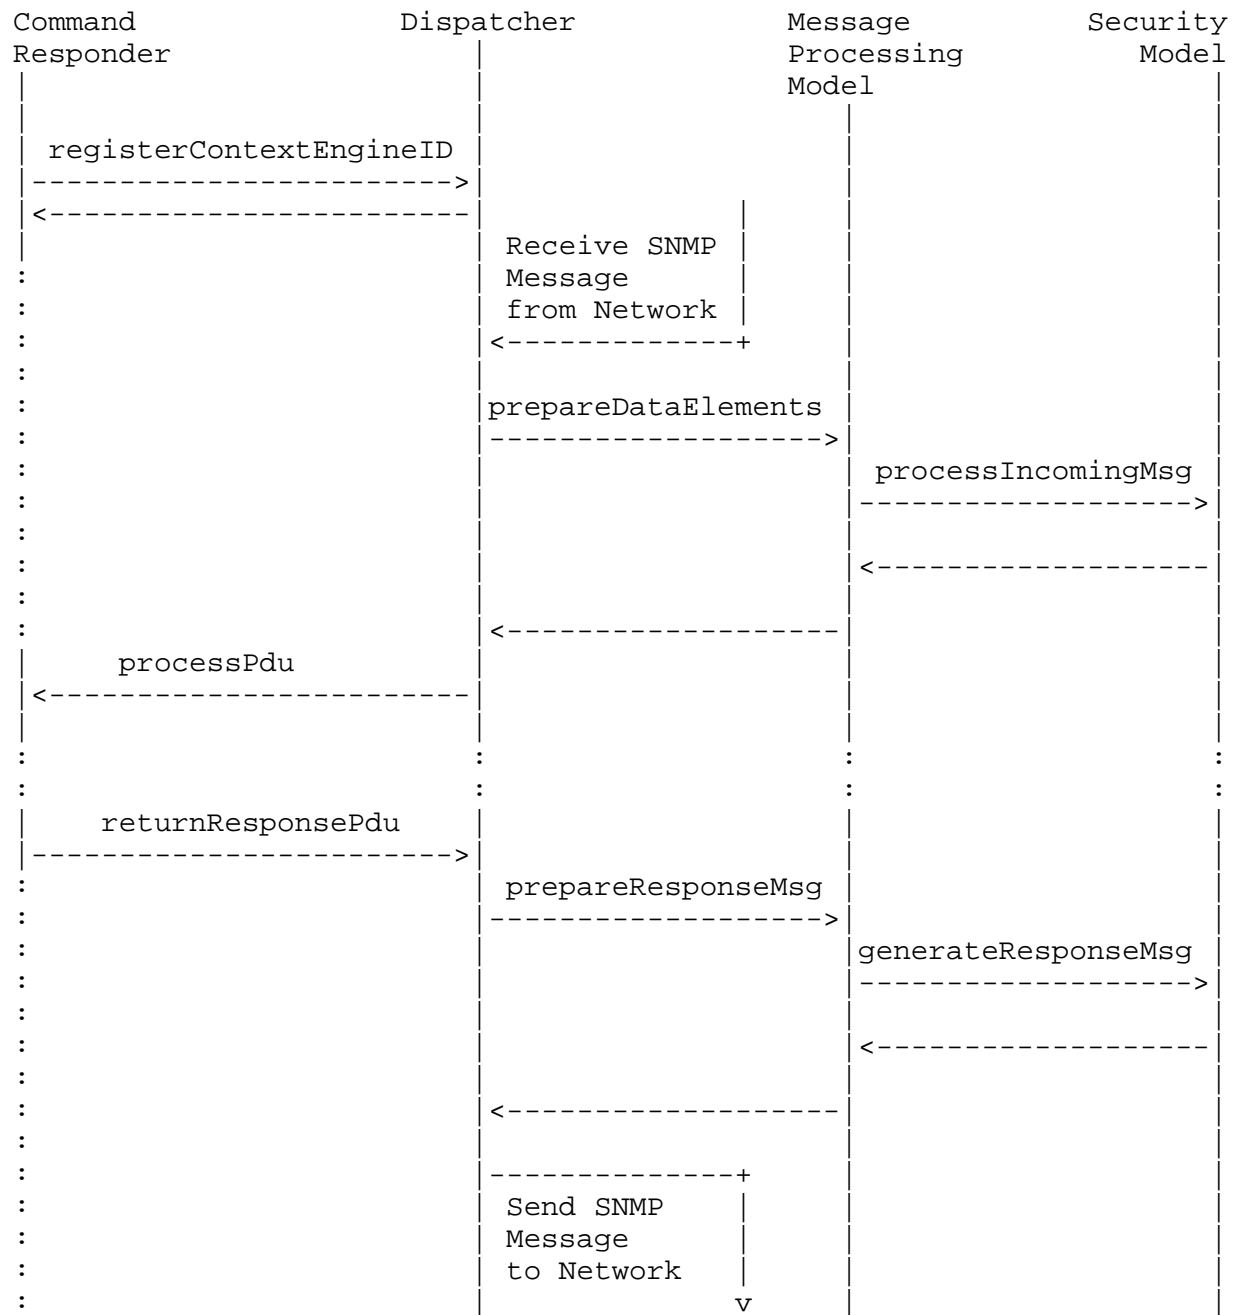 Command Dispatcher Message Security
Responder Processing Model
Model
registerContextEngineID
Receive SNMP
Message
from Network
prepareDataElements
processIncomingMsg
processPdu
returnResponsePdu
prepareResponseMsg
generateResponseMsg
Send SNMP
Message
to Network